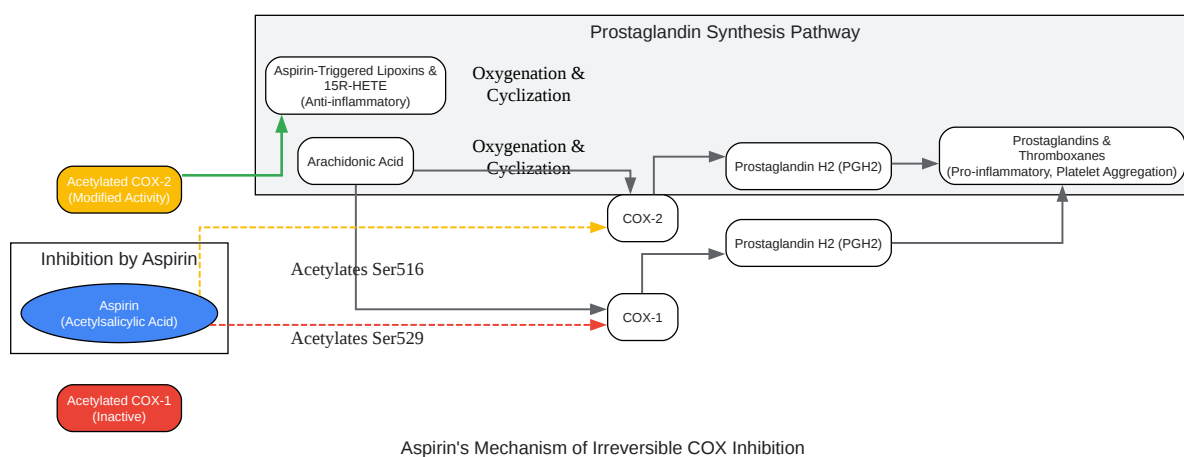 Prostaglandin Synthesis Pathway
Aspirin-Triggered Lipoxins &
15R-HETE
(Anti-inflammatory)
Oxygenation &
Cyclization
Arachidonic Acid
Oxygenation &
Cyclization
Prostaglandin H2 (PGH2)
Prostaglandins &
Thromboxanes
(Pro-inflammatory, Platelet Aggregation)
Acetylated COX-2
(Modified Activity)
COX-2
Prostaglandin H2 (PGH2)
Inhibition by Aspirin
Acetylates Ser516
Aspirin
(Acetylsalicylic Acid)
COX-1
Acetylates Ser529
Acetylated COX-1
(Inactive)
Aspirin's Mechanism of Irreversible COX Inhibition